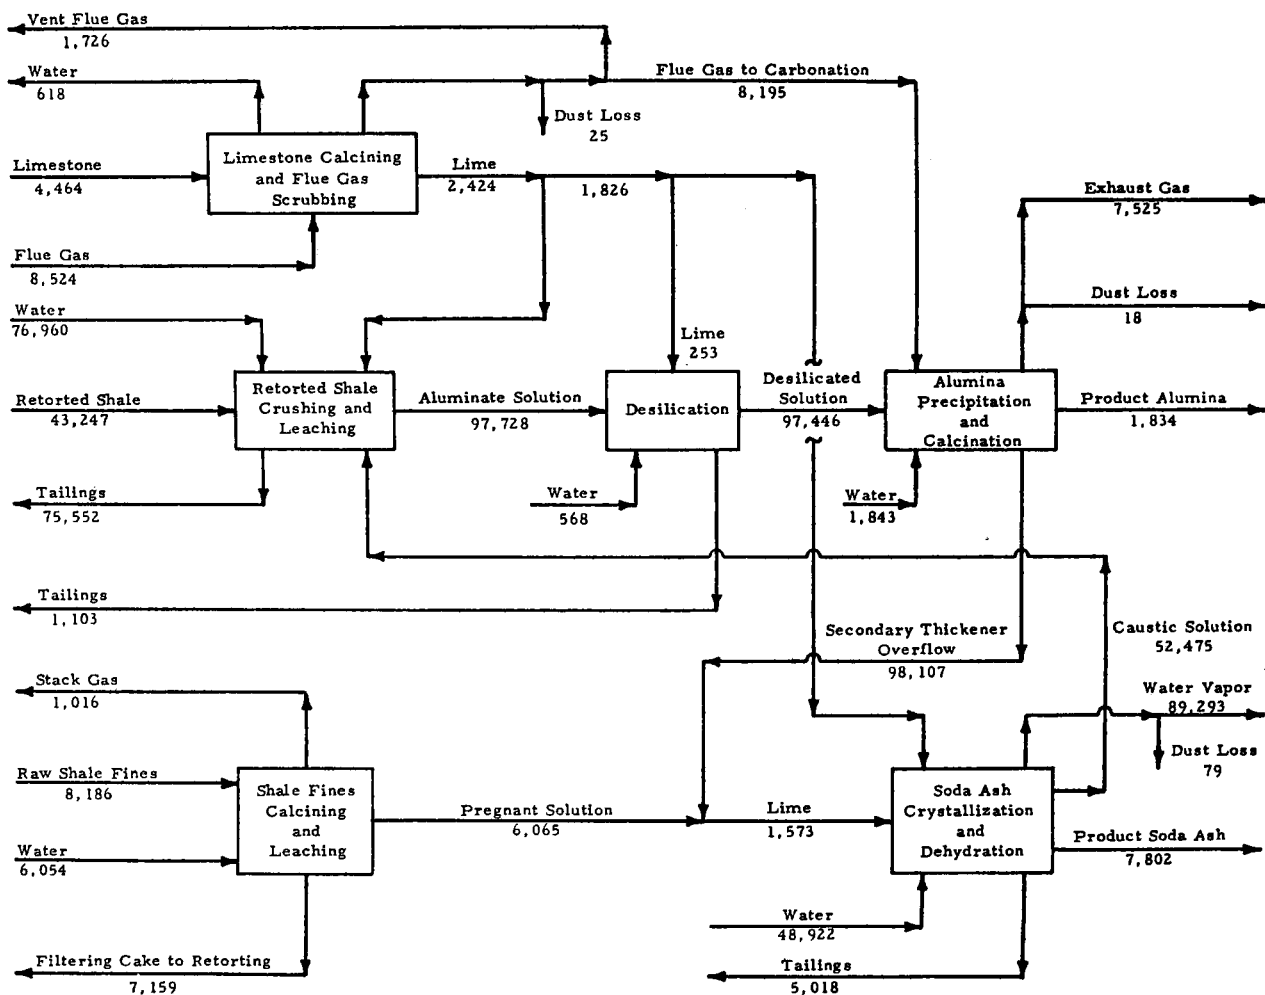 Vent Flue Gas
1,726
Water
618
Flue Gas to Carbonation
8,195
Dust Loss
25
Limestone
4,464
Limestone Calcining
and Flue Gas
Scrubbing
Lime
2,424
1,826
Exhaust Gas
7,525
Flue Gas
8,524
Water
76,960
Lime
253
Dust Loss
18
Retorted Shale
43,247
Retorted Shale
Crushing and
Leaching
Aluminate Solution
97,728
Desilication
Desilicated
Solution
97,446
Alumina
Precipitation
and
Calcination
Product Alumina
1,834
Tailings
75,552
Water
568
Water
1,843
Tailings
1,103
Secondary Thickener
Overflow
98,107
Caustic Solution
52,475
Stack Gas
1,016
Water Vapor
89,293
Dust Loss
79
Raw Shale Fines
8,186
Shale Fines
Calcining
and
Leaching
Pregnant Solution
6,065
Lime
1,573
Soda Ash
Crystallization
and
Dehydration
Product Soda Ash
7,802
Water
6,054
Water
48,922
Filtering Cake to Retorting
7,159
Tailings
5,018